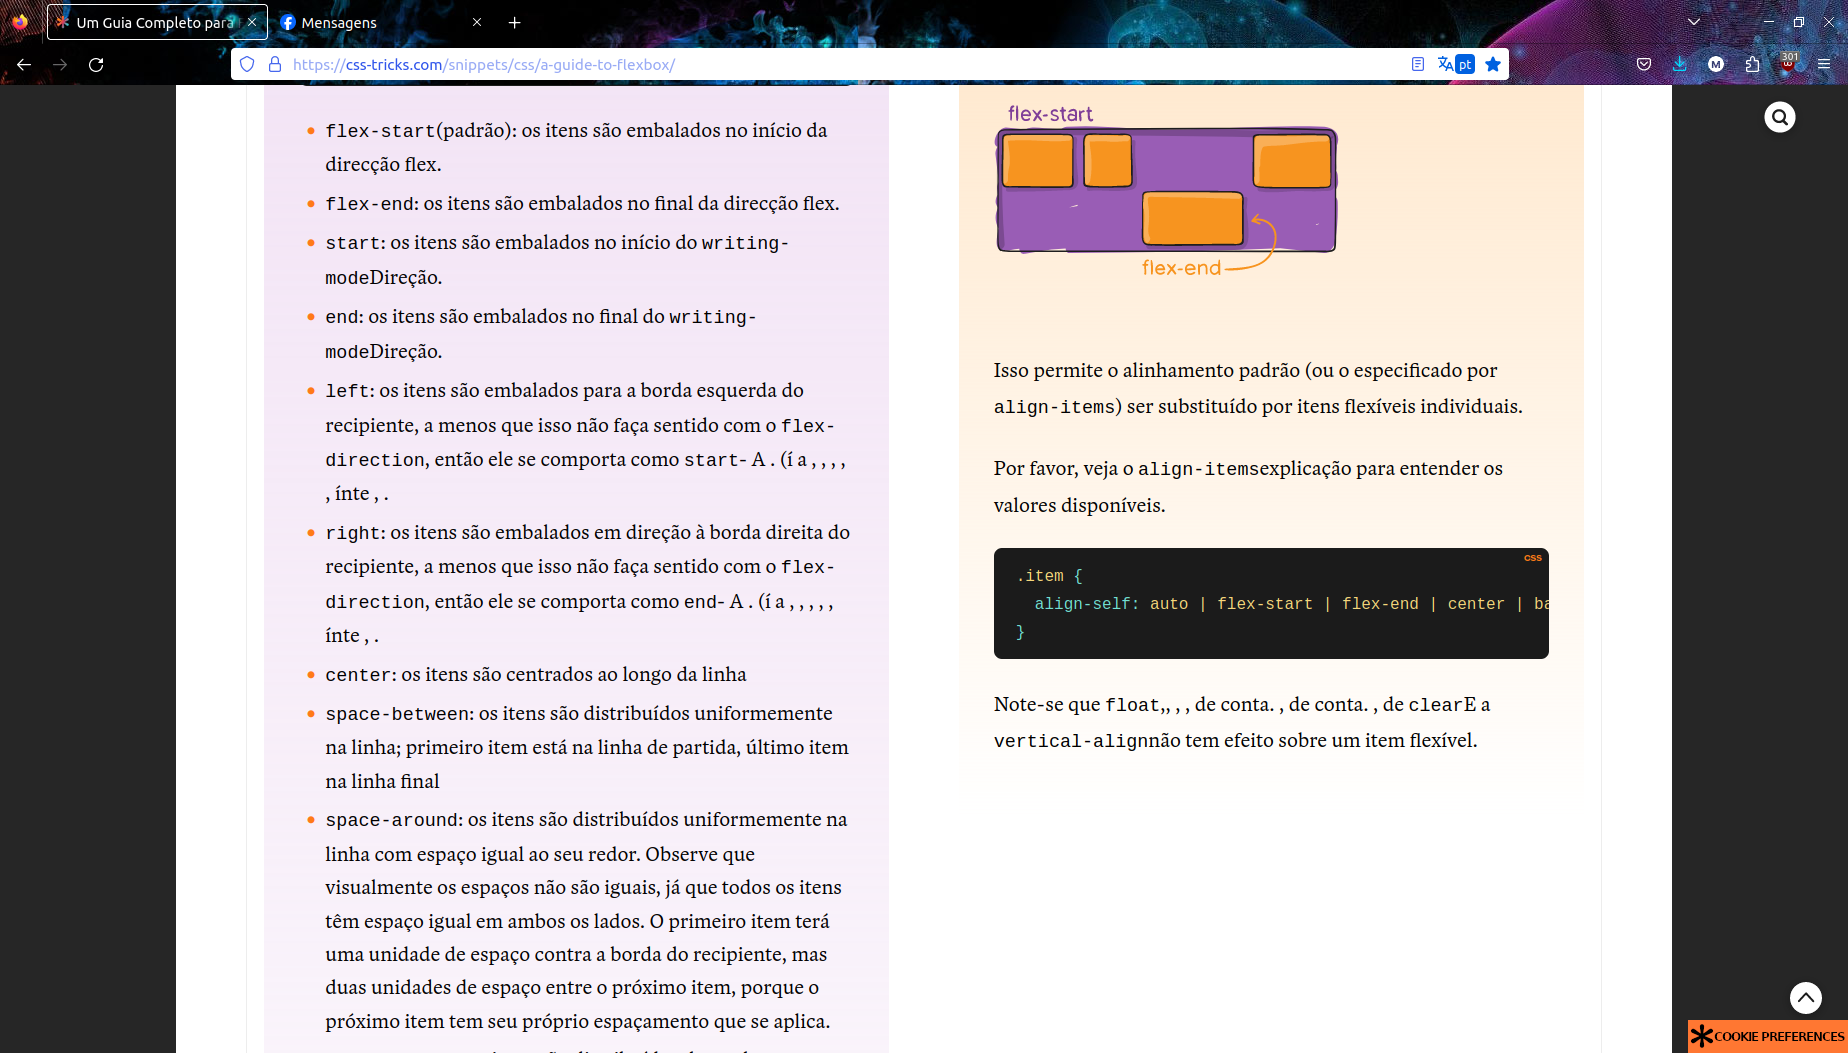 Um Guia Completo para
Mensagens
https://css-tricks.com/snippets/css/a-guide-to-flexbox/
pt
M
301
flex-start(padrão): os itens são embalados no início da
direcção flex.
flex-end: os itens são embalados no final da direcção flex.
start: os itens são embalados no início do writing-
modeDireção.
end: os itens são embalados no final do writing-
modeDireção.
left: os itens são embalados para a borda esquerda do
recipiente, a menos que isso não faça sentido com o flex-
direction, então ele se comporta como start- A . (í a , , , ,
, ínte , .
right: os itens são embalados em direção à borda direita do
recipiente, a menos que isso não faça sentido com o flex-
direction, então ele se comporta como end- A . (í a , , , , ,
ínte , .
center: os itens são centrados ao longo da linha
space-between: os itens são distribuídos uniformemente
na linha; primeiro item está na linha de partida, último item
na linha final
space-around: os itens são distribuídos uniformemente na
linha com espaço igual ao seu redor. Observe que
visualmente os espaços não são iguais, já que todos os itens
têm espaço igual em ambos os lados. O primeiro item terá
uma unidade de espaço contra a borda do recipiente, mas
duas unidades de espaço entre o próximo item, porque o
próximo item tem seu próprio espaçamento que se aplica.
flex-start
flex-end
Isso permite o alinhamento padrão (ou o especificado por
align-items) ser substituído por itens flexíveis individuais.
Por favor, veja o align-itemsexplicação para entender os
valores disponíveis.
CSS
.item {
align-self: auto | flex-start | flex-end | center | ba
}
Note-se que float,, , , de conta. , de conta. , de clearE a
vertical-alignnão tem efeito sobre um item flexível.
COOKIE PREFERENCES